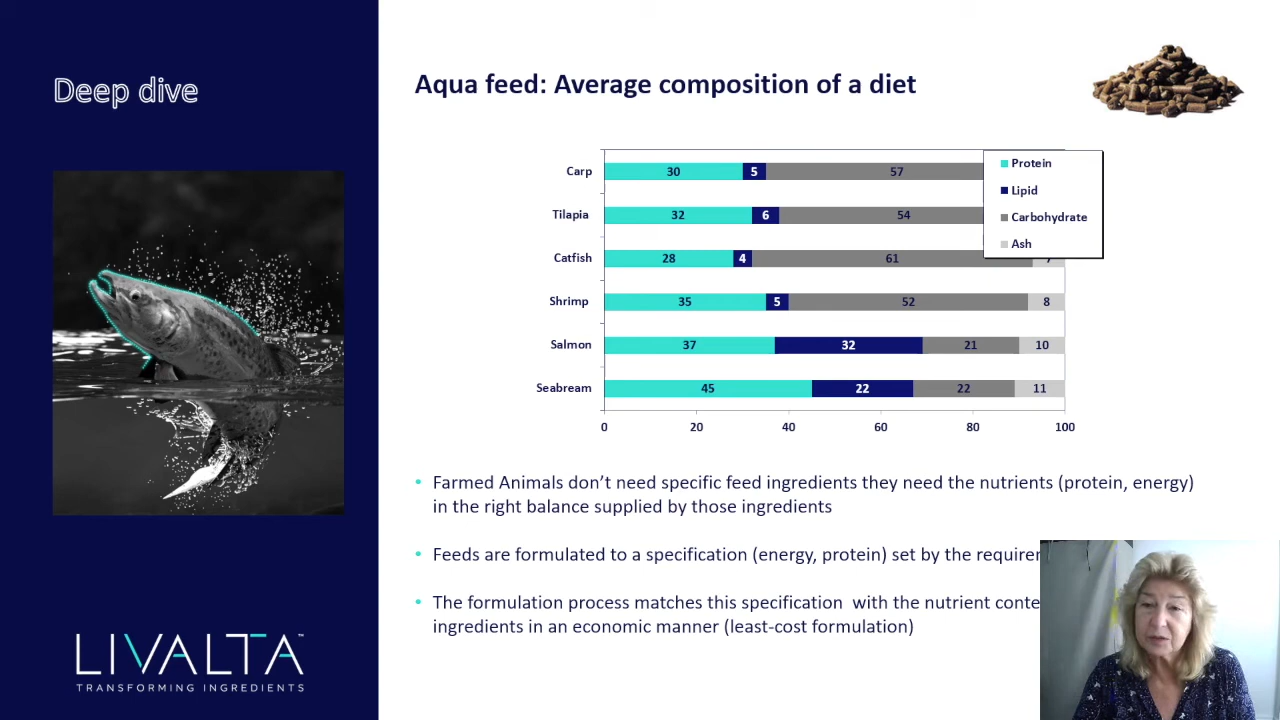 Deep dive
Aqua feed: Average composition of a diet
Protein
Lipid
Carbohydrate
Ash
Carp 30 5 57
Tilapia 32 6 54
Catfish 28 4 61
Shrimp 35 5 52 8
Salmon 37 32 21 10
Seabream 45 22 22 11
0 20 40 60 80 100
• Farmed Animals don’t need specific feed ingredients they need the nutrients (protein, energy)
in the right balance supplied by those ingredients
• Feeds are formulated to a specification (energy, protein) set by the
• The formulation process matches this specification with the nutrient
ingredients in an economic manner (least-cost formulation)
LIVALTA™
TRANSFORMING INGREDIENTS